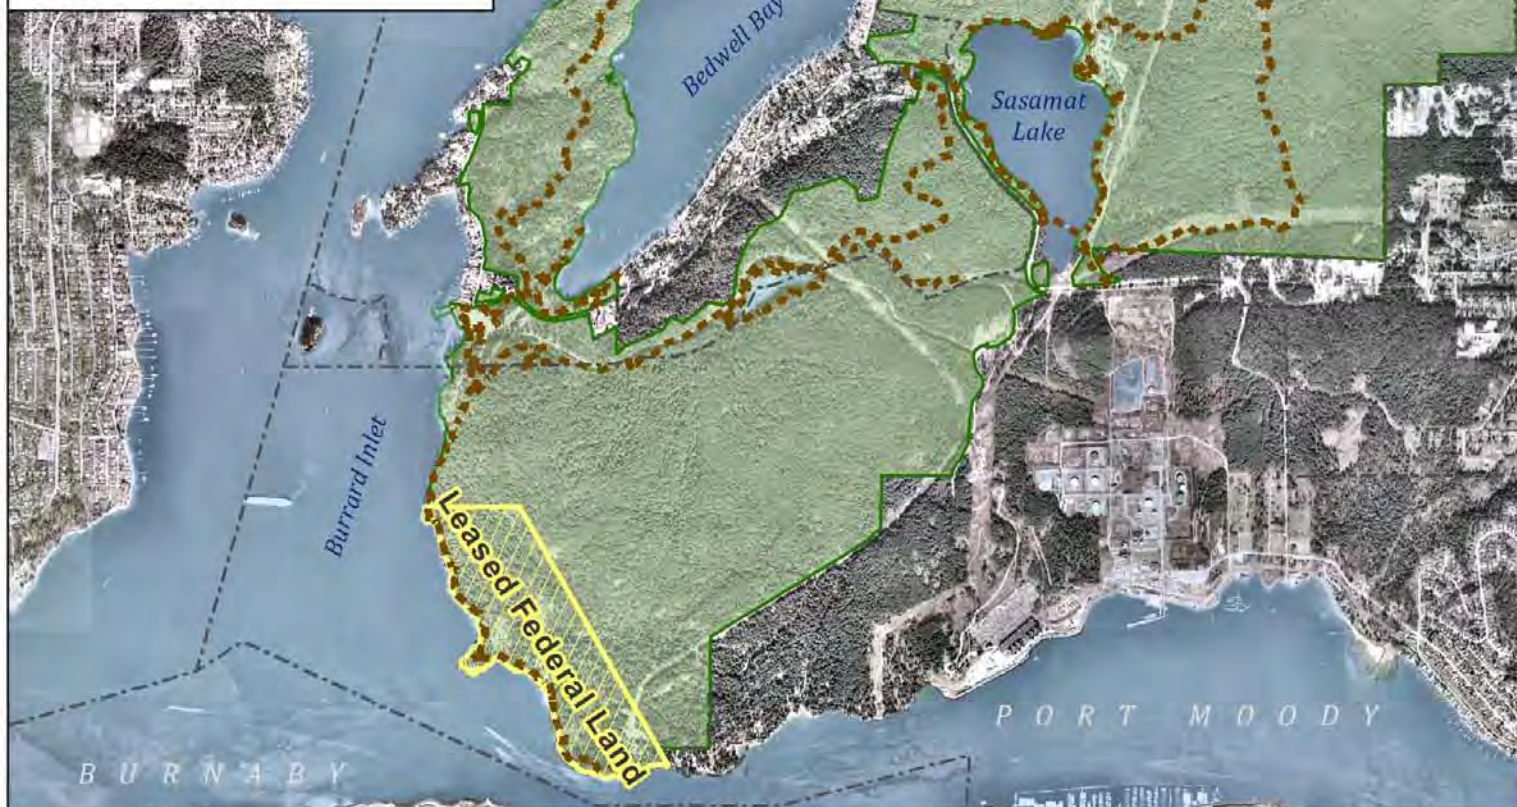 Bedwell Bay
Sasamat
Lake
Burrard Inlet
Leased Federal Land
PORT MOODY
BURNABY